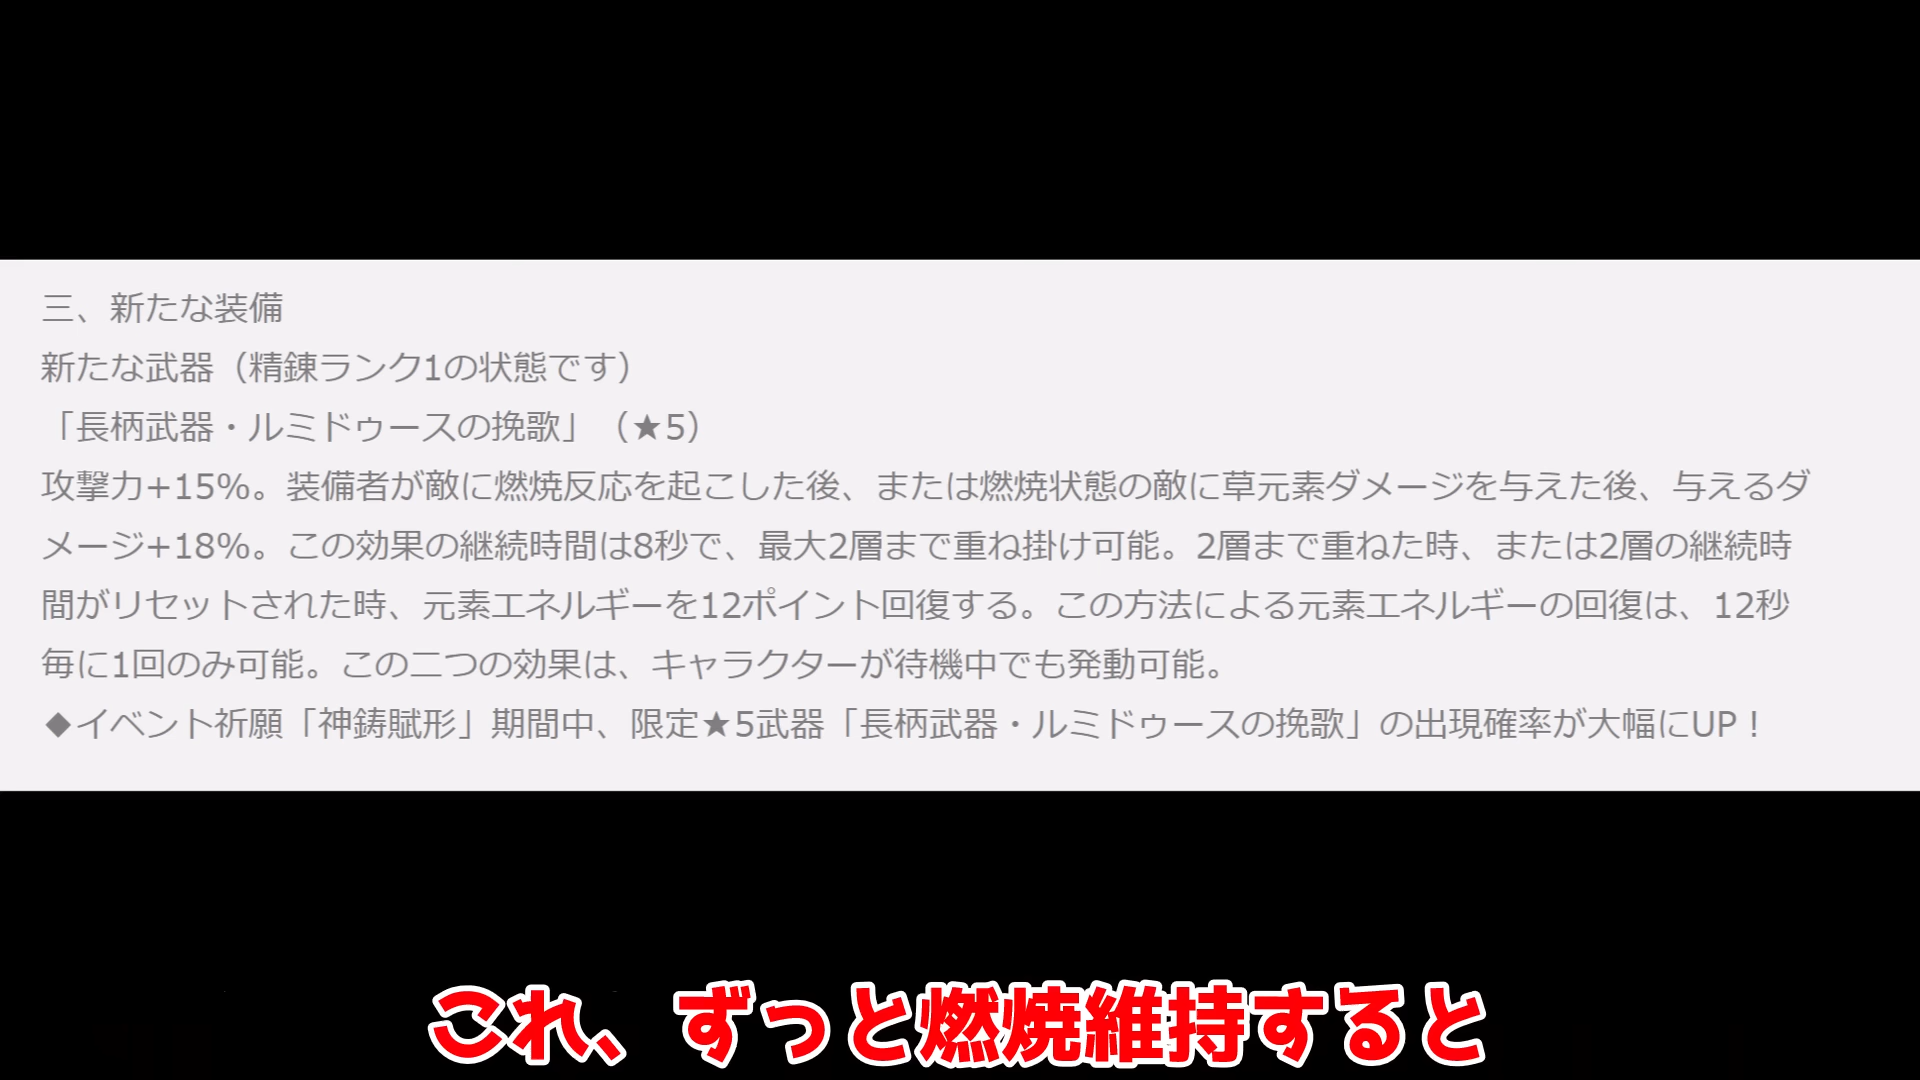 三、新たな装備
新たな武器（精錬ランク1の状態です）
「長柄武器・ルミドゥースの挽歌」（★5）
攻撃力+15%。装備者が敵に燃焼反応を起こした後、または燃焼状態の敵に草元素ダメージを与えた後、与えるダ
メージ+18%。この効果の継続時間は8秒で、最大2層まで重ね掛け可能。2層まで重ねた時、または2層の継続時
間がリセットされた時、元素エネルギーを12ポイント回復する。この方法による元素エネルギーの回復は、12秒
毎に1回のみ可能。この二つの効果は、キャラクターが待機中でも発動可能。
◆イベント祈願「神鋳賦形」期間中、限定★5武器「長柄武器・ルミドゥースの挽歌」の出現確率が大幅にUP！
これ、ずっと燃焼維持すると